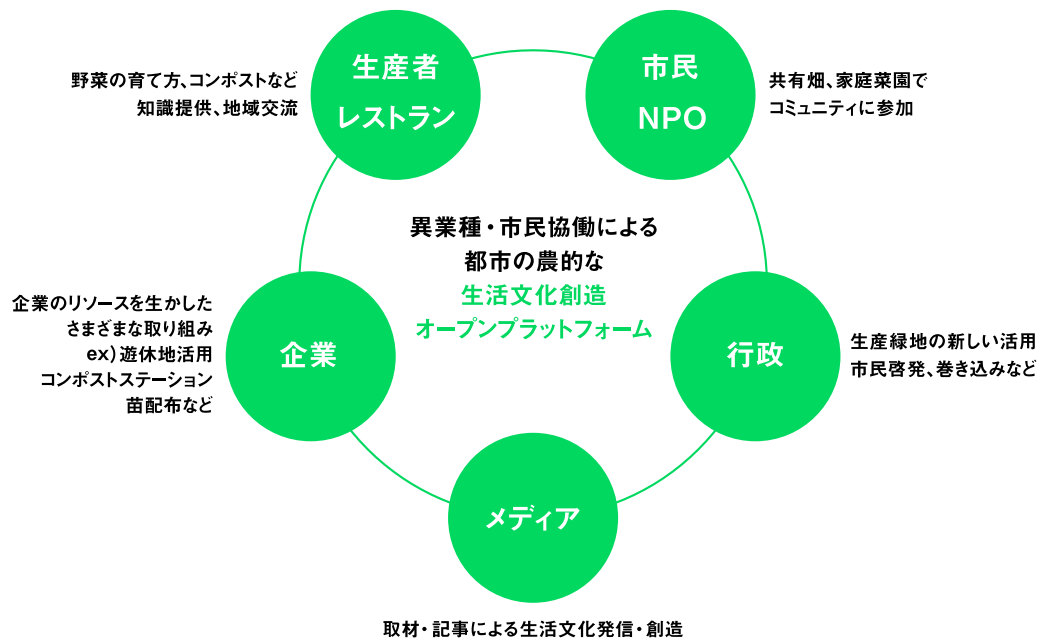 生産者
レストラン
野菜の育て方、コンポストなど
知識提供、地域交流
市民
NPO
共有畑、家庭菜園で
コミュニティに参加
異業種・市民協働による
都市の農的な
生活文化創造
オープンプラットフォーム
企業のリソースを生かした
さまざまな取り組み
ex)遊休地活用
コンポストステーション
苗配布など
企業
行政
生産緑地の新しい活用
市民啓発、巻き込みなど
メディア
取材・記事による生活文化発信・創造